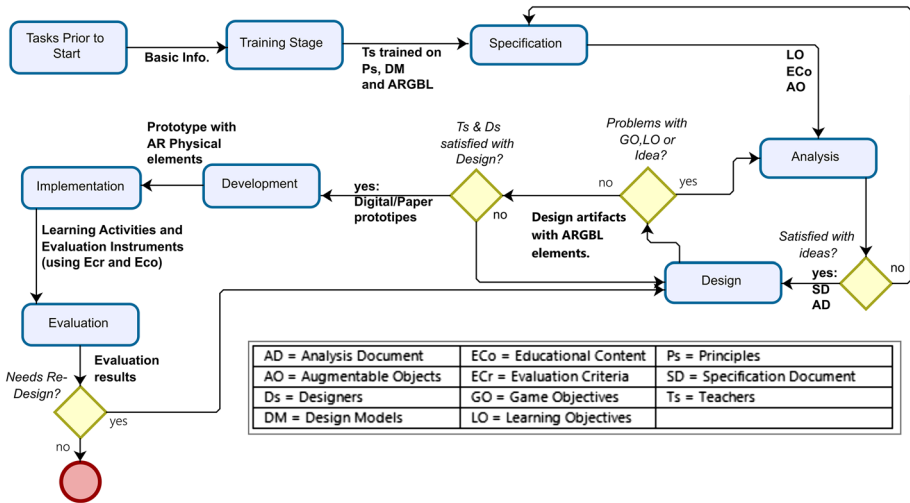 Tasks Prior to
Start
Basic Info.
Training Stage
Ts trained on
Ps, DM
and ARGBL
Specification
LO
ECo
AO
Problems with
GO,LO or
Idea?
Ts & Ds
satisfied with
Design?
Prototype with
AR Physical
elements
Analysis
Implementation
Development
no
yes
yes:
Digital/Paper
prototipes
no
Design artifacts
with ARGBL
elements.
Learning Activities and
Evaluation Instruments
(using Ecr and Eco)
Satisfied with
ideas?
no
yes:
SD
AD
Design
Evaluation
Evaluation
results
Needs Re-
Design?
yes
no
AD = Analysis Document
ECo = Educational Content
Ps = Principles
AO = Augmentable Objects
ECr = Evaluation Criteria
SD = Specification Document
Ds = Designers
GO = Game Objectives
Ts = Teachers
DM = Design Models
LO = Learning Objectives